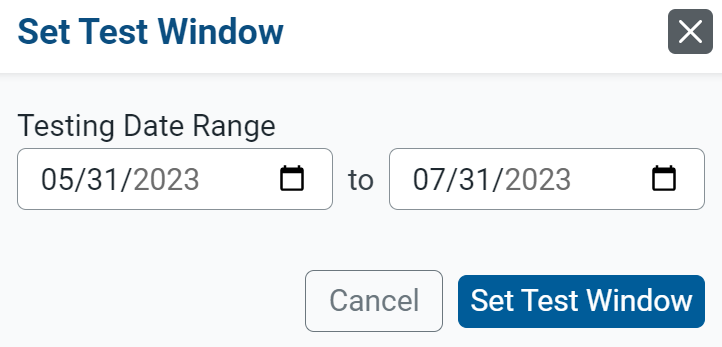 Set Test Window
Testing Date Range
05/31/2023 to 07/31/2023
Cancel Set Test Window